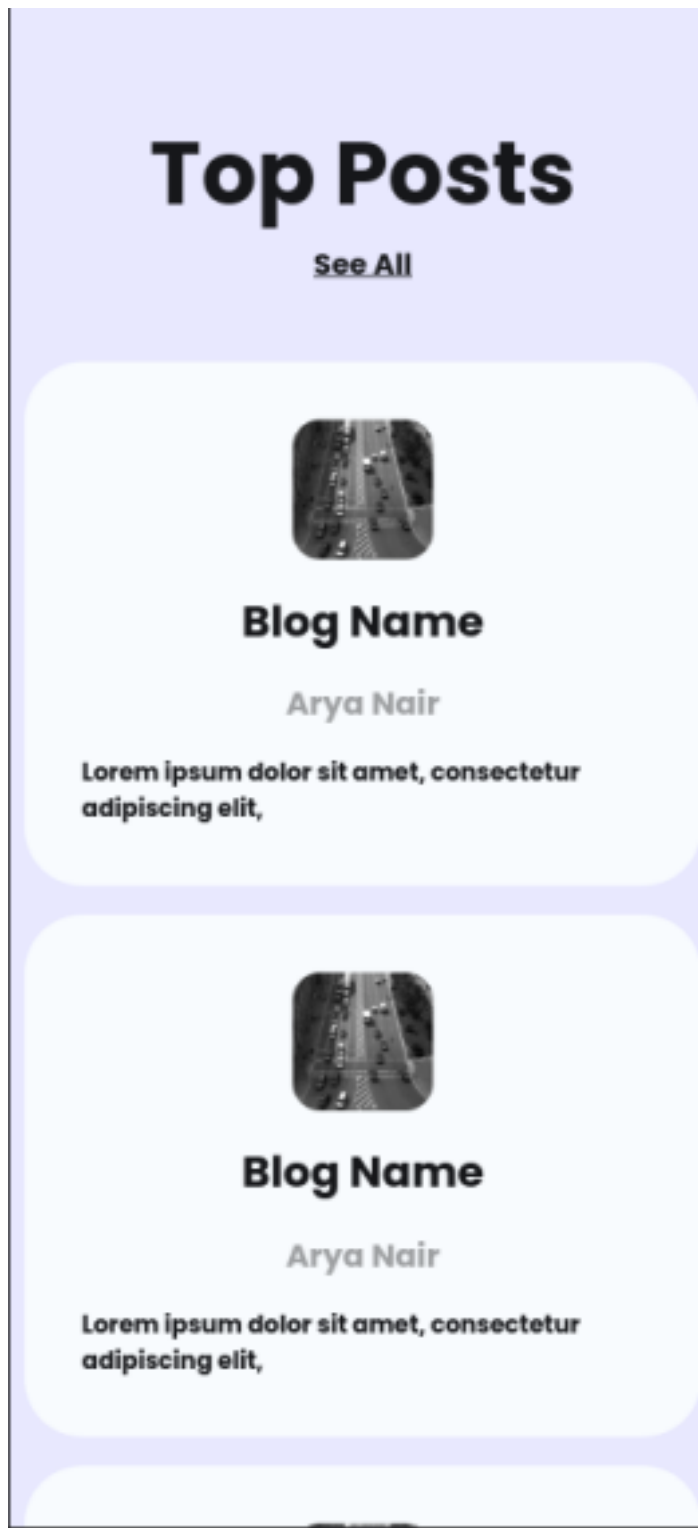 Top Posts
See All
Blog Name
Arya Nair
Lorem ipsum dolor sit amet, consectetur
adipiscing elit,
Blog Name
Arya Nair
Lorem ipsum dolor sit amet, consectetur
adipiscing elit,